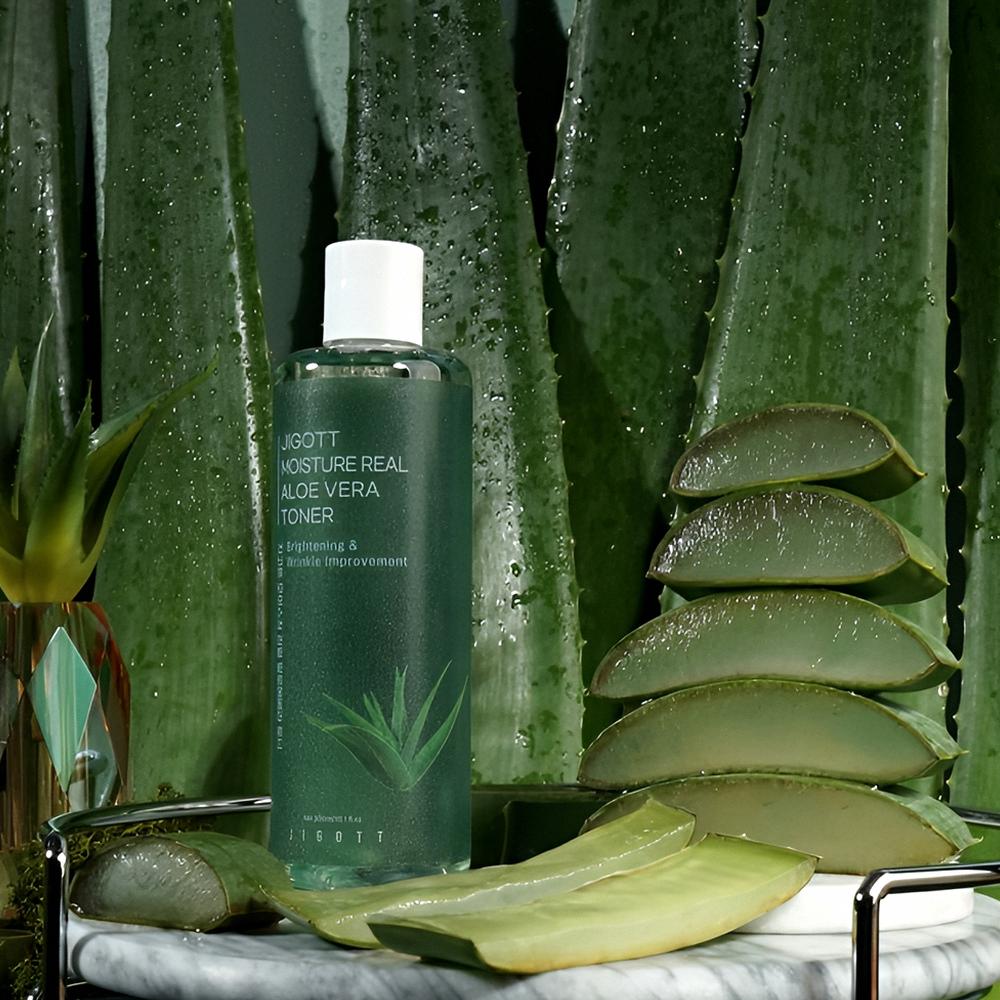 JIGOTT
MOISTURE REAL
ALOE VERA
TONER
Brightening &
Wrinkle Improvement
JIGOTT